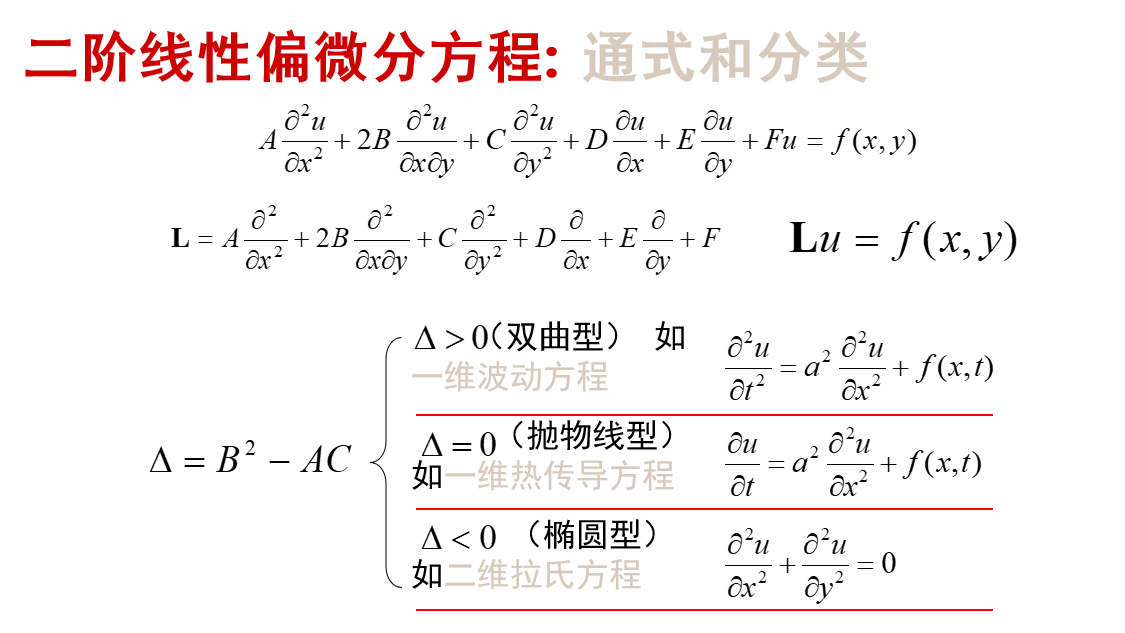 二阶线性偏微分方程: 通式和分类
A ∂²u/∂x² + 2B ∂²u/∂x∂y + C ∂²u/∂y² + D ∂u/∂x + E ∂u/∂y + Fu = f(x, y)
L = A ∂²/∂x² + 2B ∂²/∂x∂y + C ∂²/∂y² + D ∂/∂x + E ∂/∂y + F    Lu = f(x, y)
Δ = B² − AC
Δ > 0（双曲型） 如
一维波动方程
∂²u/∂t² = a² ∂²u/∂x² + f(x,t)
Δ = 0（抛物线型）
如一维热传导方程
∂u/∂t = a² ∂²u/∂x² + f(x,t)
Δ < 0 （椭圆型）
如二维拉氏方程
∂²u/∂x² + ∂²u/∂y² = 0